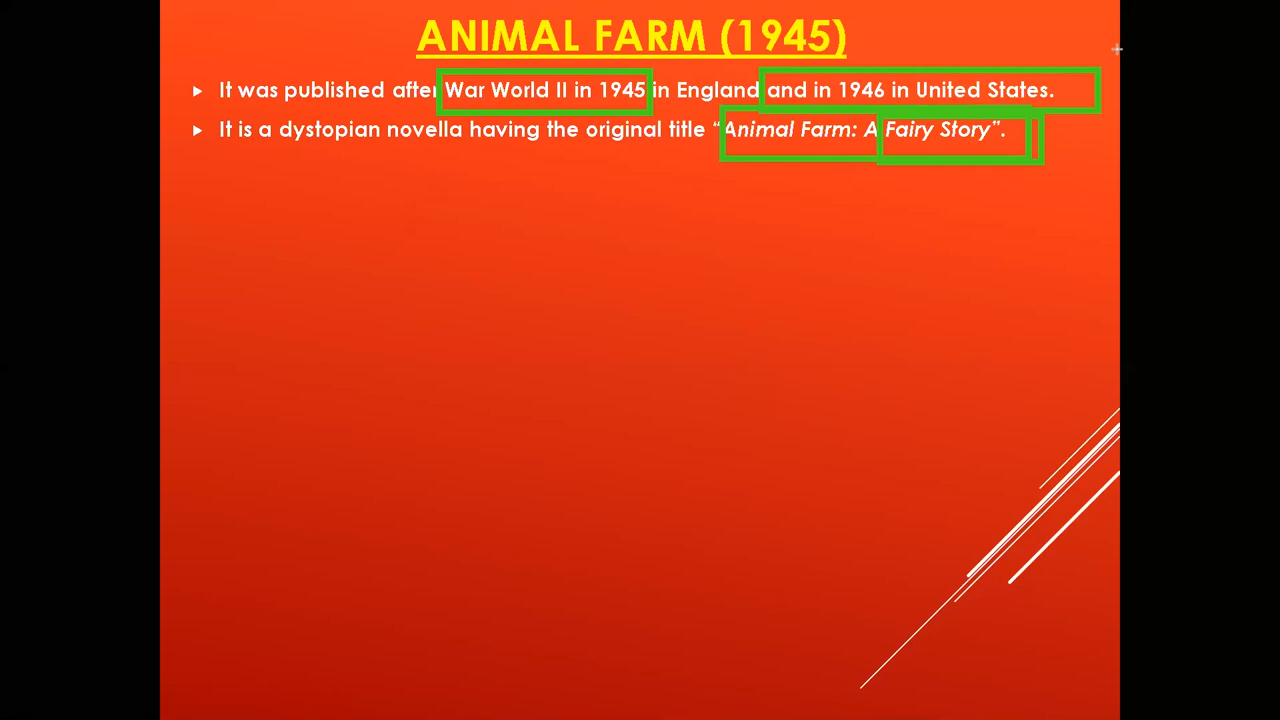 ANIMAL FARM (1945)
It was published after War World II in 1945 in England and in 1946 in United States.
It is a dystopian novella having the original title “Animal Farm: A Fairy Story”.